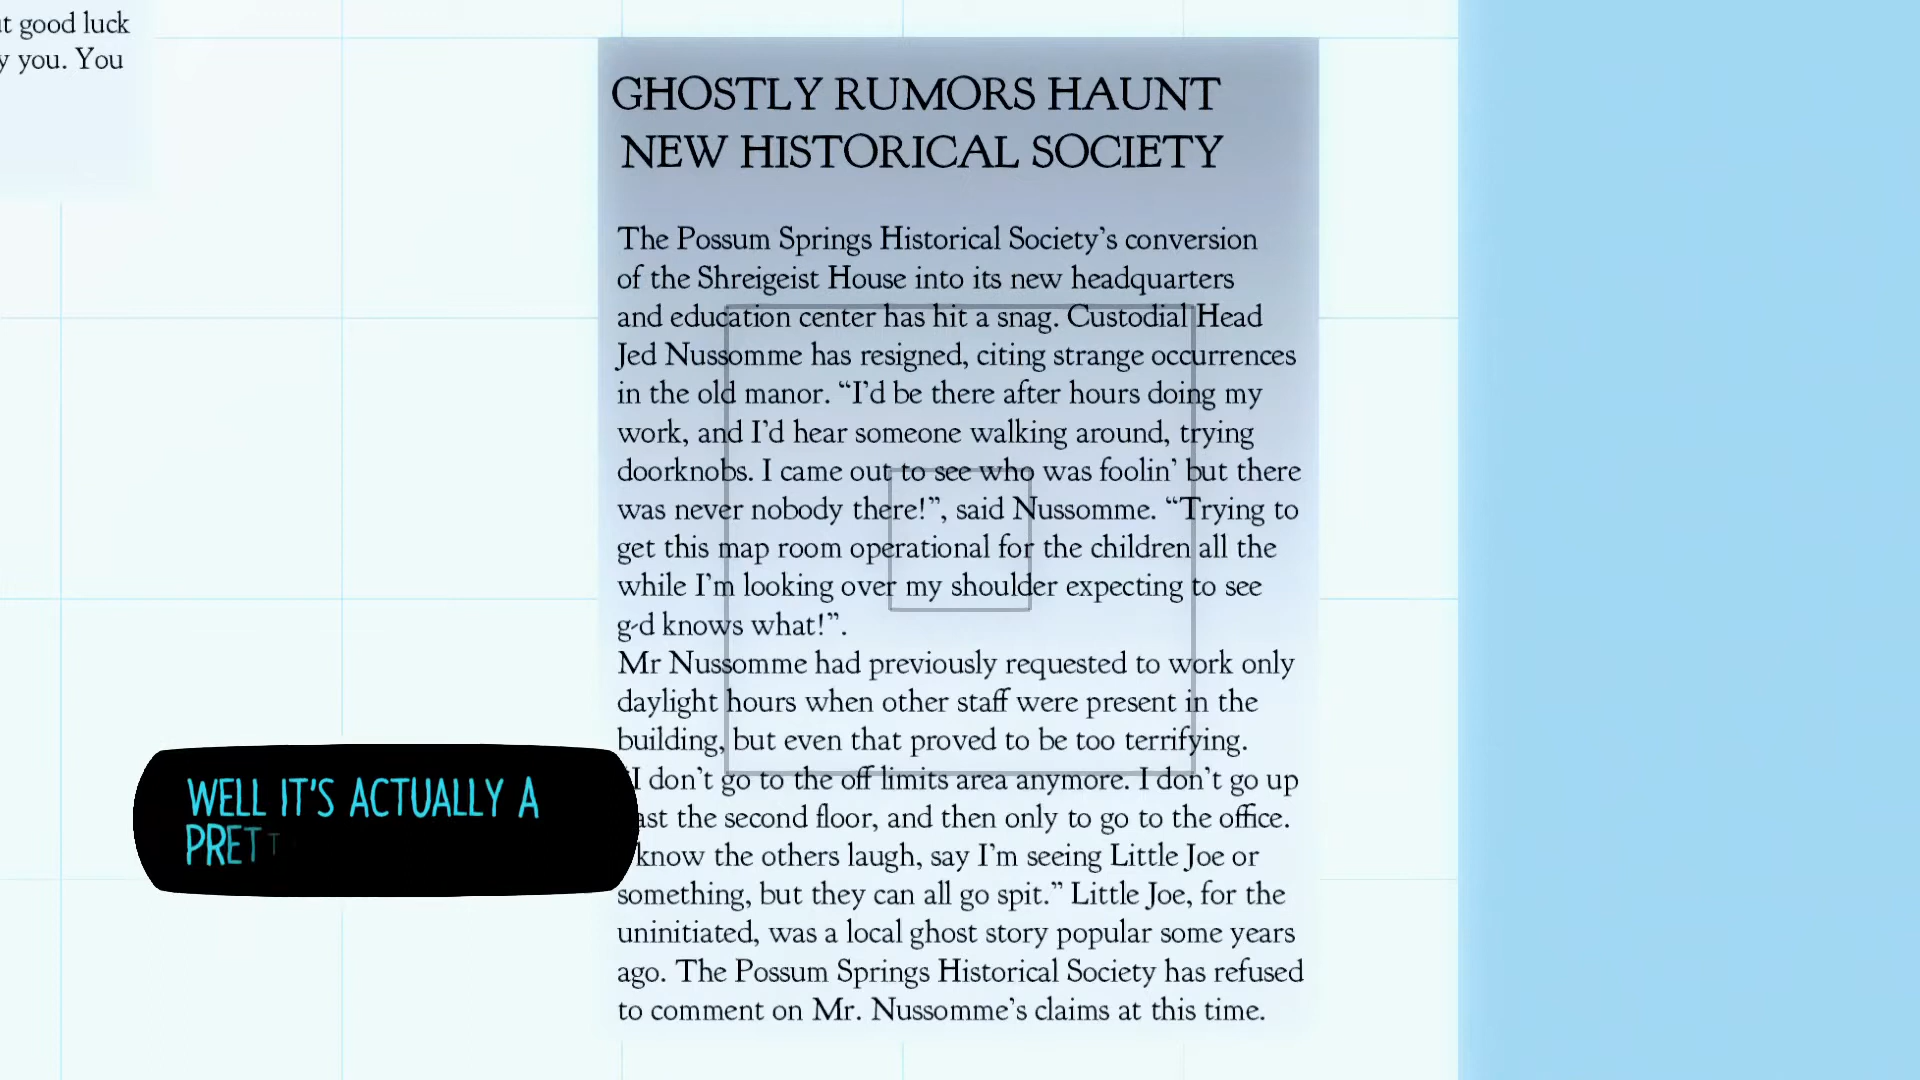 t good luck
y you. You
GHOSTLY RUMORS HAUNT
NEW HISTORICAL SOCIETY
The Possum Springs Historical Society’s conversion
of the Shreigeist House into its new headquarters
and education center has hit a snag. Custodial Head
Jed Nussomme has resigned, citing strange occurrences
in the old manor. “I’d be there after hours doing my
work, and I’d hear someone walking around, trying
doorknobs. I came out to see who was foolin’ but there
was never nobody there!”, said Nussomme. “Trying to
get this map room operational for the children all the
while I’m looking over my shoulder expecting to see
g-d knows what!”.
Mr Nussomme had previously requested to work only
daylight hours when other staff were present in the
building, but even that proved to be too terrifying.
I don’t go to the off limits area anymore. I don’t go up
ast the second floor, and then only to go to the office.
know the others laugh, say I’m seeing Little Joe or
something, but they can all go spit.” Little Joe, for the
uninitiated, was a local ghost story popular some years
ago. The Possum Springs Historical Society has refused
to comment on Mr. Nussomme’s claims at this time.
WELL IT'S ACTUALLY A
PRETT